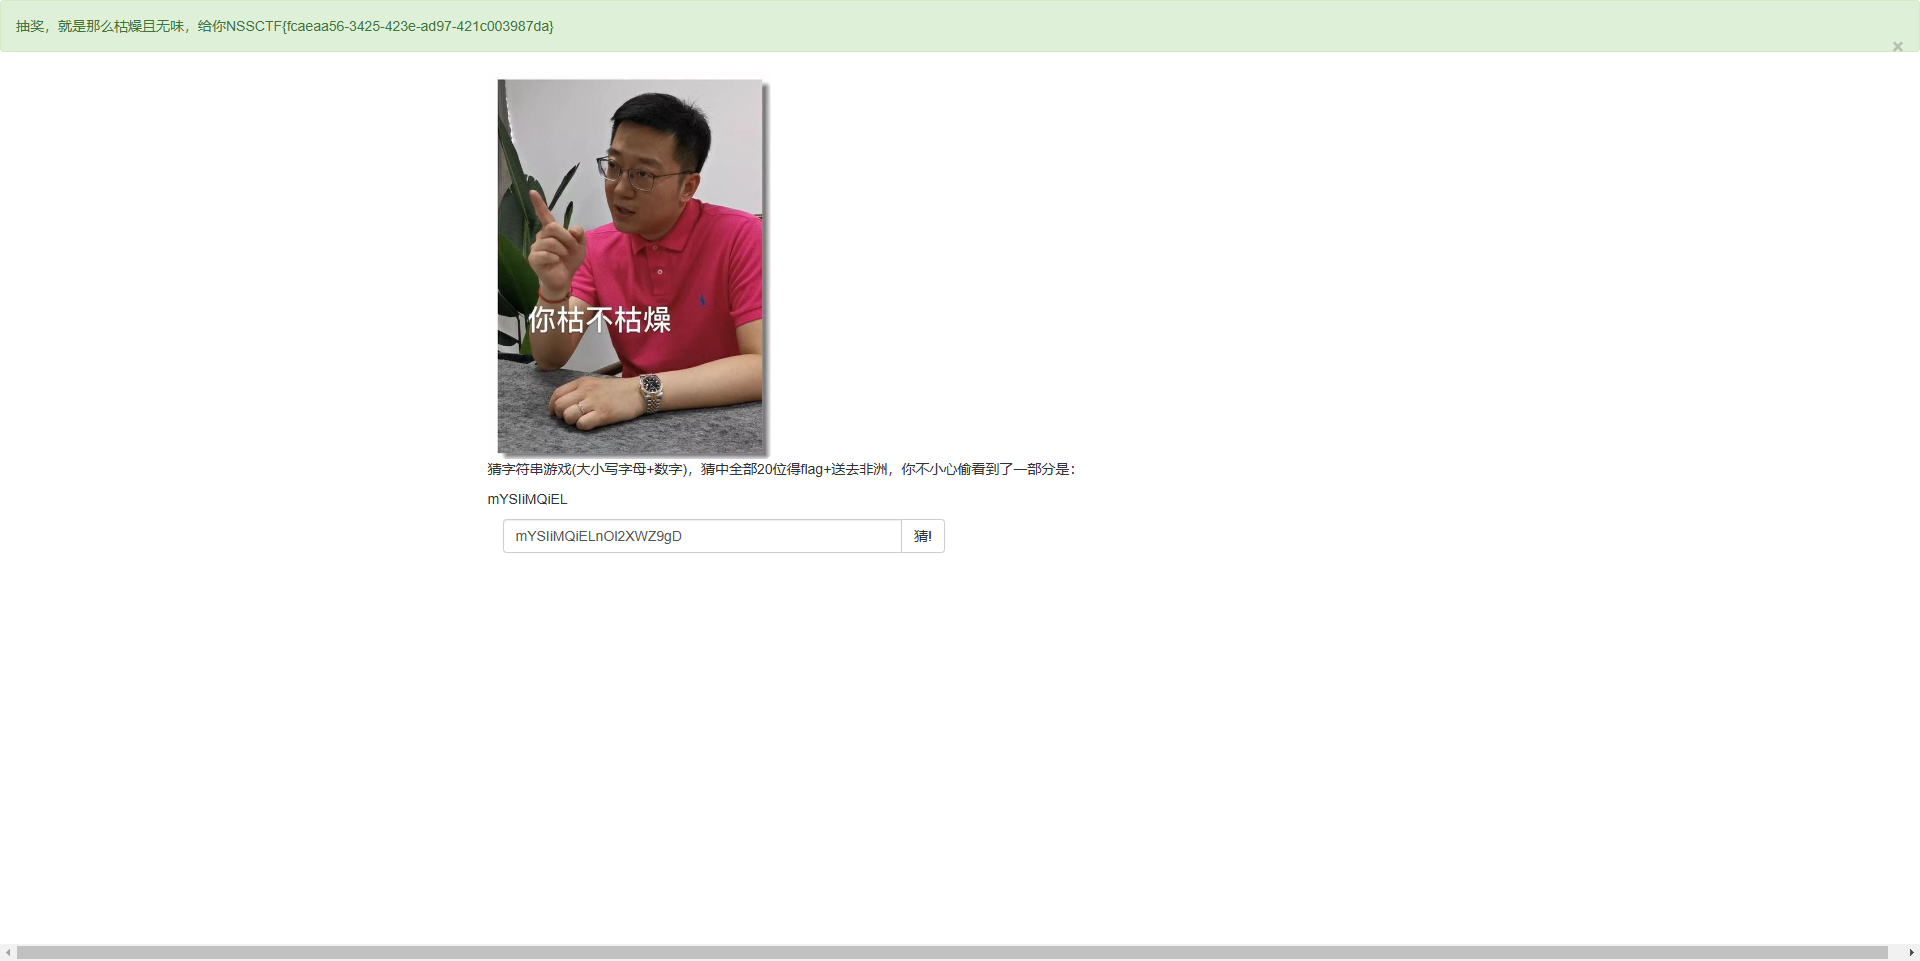 抽奖，就是那么枯燥且无味，给你NSSCTF{fcaeaa56-3425-423e-ad97-421c003987da}
×
你枯不枯燥
猜字符串游戏(大小写字母+数字)，猜中全部20位得flag+送去非洲，你不小心偷看到了一部分是：
mYSIiMQiEL
mYSIiMQiELnOl2XWZ9gD 猜!